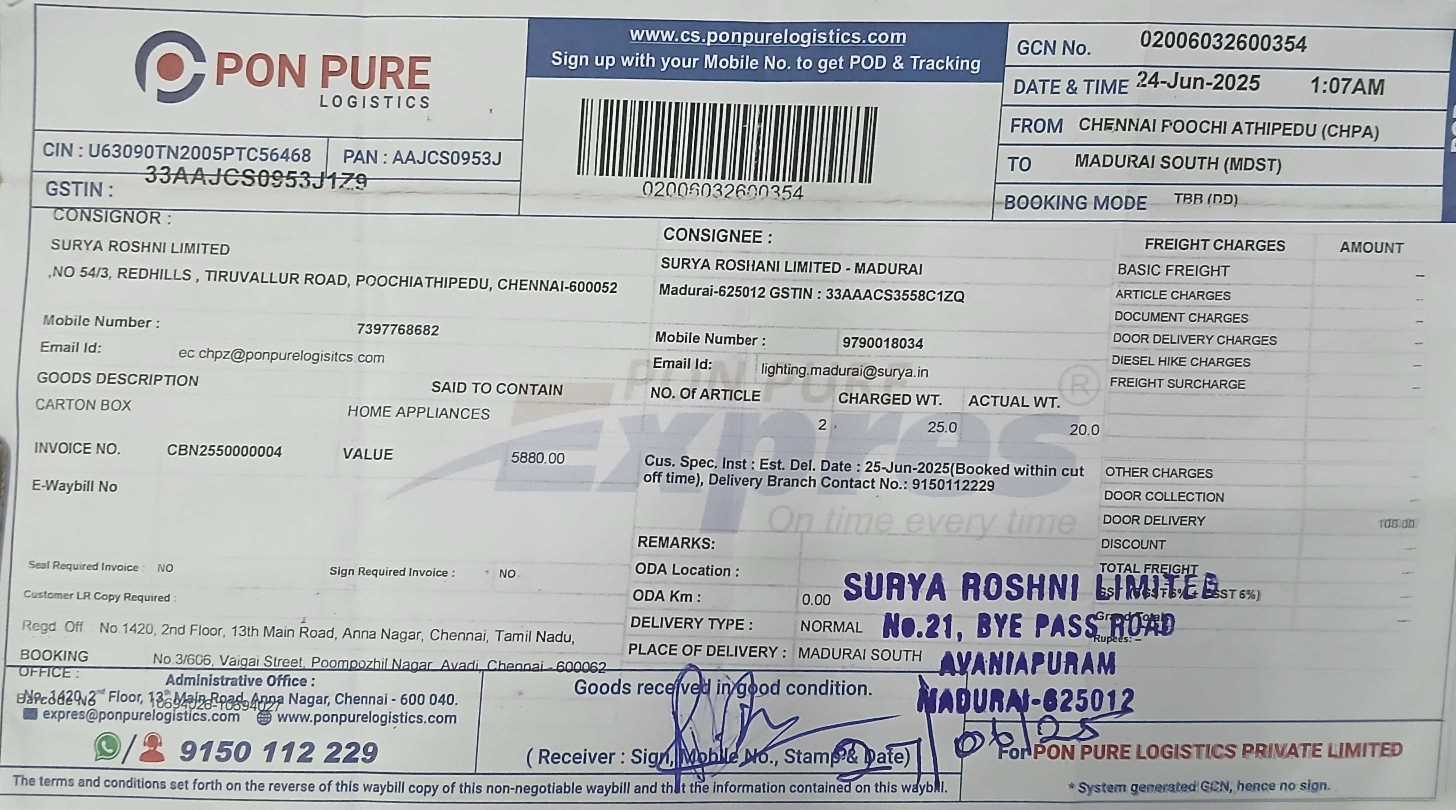 PON PURE
LOGISTICS
www.cs.ponpurelogistics.com
Sign up with your Mobile No. to get POD & Tracking
02006032600354
GCN No. 02006032600354
DATE & TIME 24-Jun-2025 1:07AM
FROM CHENNAI POOCHI ATHIPEDU (CHPA)
TO MADURAI SOUTH (MDST)
BOOKING MODE TBB (DD)
CIN : U63090TN2005PTC56468 PAN : AAJCS0953J
GSTIN : 33AAJCS0953J1Z9
CONSIGNOR :
SURYA ROSHNI LIMITED
,NO 54/3, REDHILLS , TIRUVALLUR ROAD, POOCHIATHIPEDU, CHENNAI-600052
Mobile Number : 7397768682
Email Id: ec.chpz@ponpurelogisitcs.com
GOODS DESCRIPTION SAID TO CONTAIN
CARTON BOX HOME APPLIANCES
INVOICE NO. CBN2550000004 VALUE 5880.00
E-Waybill No
Seal Required Invoice : NO Sign Required Invoice : NO
Customer LR Copy Required :
Regd Off No 1420, 2nd Floor, 13th Main Road, Anna Nagar, Chennai, Tamil Nadu,
BOOKING OFFICE : No 3/606, Vaigai Street, Poompozhil Nagar, Avadi, Chennai - 600062
CONSIGNEE :
SURYA ROSHANI LIMITED - MADURAI
Madurai-625012 GSTIN : 33AAACS3558C1ZQ
Mobile Number : 9790018034
Email Id: lighting.madurai@surya.in
NO. Of ARTICLE CHARGED WT. ACTUAL WT.
2 25.0 20.0
PON PURE
Expres ®
On time every time
Cus. Spec. Inst : Est. Del. Date : 25-Jun-2025(Booked within cut
off time), Delivery Branch Contact No.: 9150112229
REMARKS:
ODA Location :
ODA Km : 0.00
DELIVERY TYPE : NORMAL
PLACE OF DELIVERY : MADURAI SOUTH
FREIGHT CHARGES AMOUNT
BASIC FREIGHT –
ARTICLE CHARGES –
DOCUMENT CHARGES –
DOOR DELIVERY CHARGES –
DIESEL HIKE CHARGES –
FREIGHT SURCHARGE –
OTHER CHARGES –
DOOR COLLECTION –
DOOR DELIVERY
DISCOUNT –
TOTAL FREIGHT –
Grand Total
Rupees: –
SURYA ROSHNI LIMITED
No.21, BYE PASS ROAD
AVANIAPURAM
MADURAI-625012
Administrative Office :
No. 1420, 2nd Floor, 13th Main Road, Anna Nagar, Chennai - 600 040.
Barcode No 10694026-10694027
expres@ponpurelogistics.com www.ponpurelogistics.com
9150 112 229
Goods received in good condition.
( Receiver : Sign, Mobile No., Stamp & Date)
06/25
For PON PURE LOGISTICS PRIVATE LIMITED
* System generated GCN, hence no sign.
The terms and conditions set forth on the reverse of this waybill copy of this non-negotiable waybill and that the information contained on this waybill.